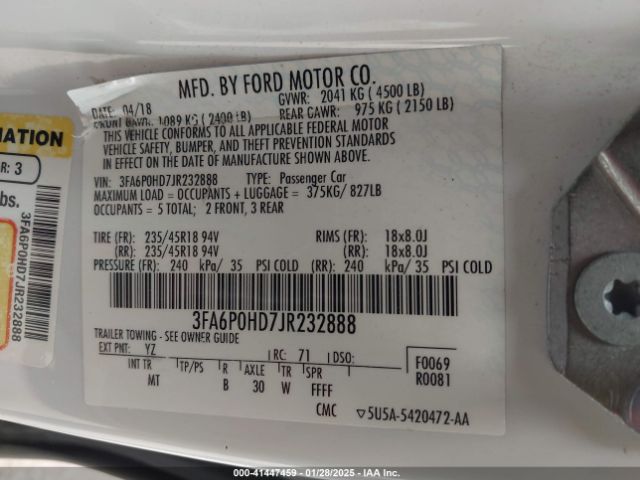 MFD. BY FORD MOTOR CO.
DATE: 04/18 GVWR: 2041 KG ( 4500 LB)
FRONT GAWR: 1089 KG ( 2400 LB) REAR GAWR: 975 KG ( 2150 LB)
THIS VEHICLE CONFORMS TO ALL APPLICABLE FEDERAL MOTOR
VEHICLE SAFETY, BUMPER, AND THEFT PREVENTION STANDARDS
IN EFFECT ON THE DATE OF MANUFACTURE SHOWN ABOVE.
VIN: 3FA6P0HD7JR232888 TYPE: Passenger Car
MAXIMUM LOAD = OCCUPANTS + LUGGAGE = 375KG/ 827LB
OCCUPANTS = 5 TOTAL; 2 FRONT, 3 REAR
TIRE (FR): 235/45R18 94V RIMS (FR): 18x8.0J
(RR): 235/45R18 94V (RR): 18x8.0J
PRESSURE (FR): 240 kPa/ 35 PSI COLD (RR): 240 kPa/ 35 PSI COLD
3FA6P0HD7JR232888
TRAILER TOWING - SEE OWNER GUIDE
EXT PNT: YZ RC: 71 DSO: F0069
INT TR TP/PS R AXLE TR SPR R0081
MT B 30 W FFFF
CMC ▽5U5A-5420472-AA
MATION
R: 3
lbs.
3FA6P0HD7JR232888
000-41447459 - 01/28/2025 - IAA, Inc.